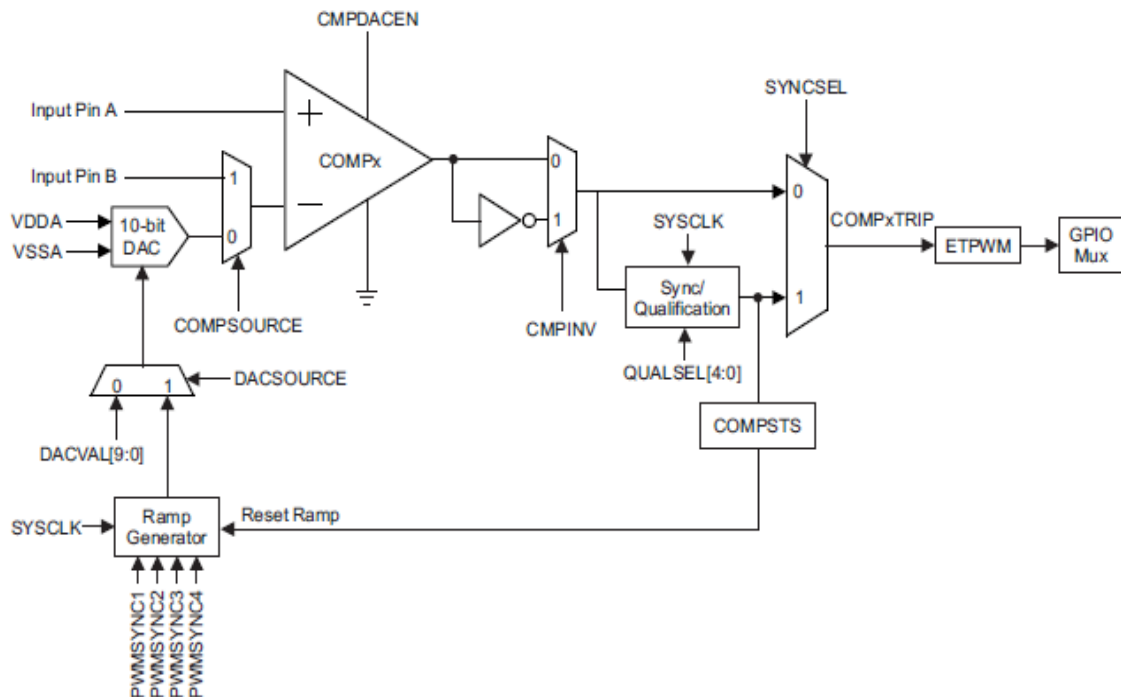 CMPDACEN
SYNCSEL
Input Pin A
+
COMPx
Input Pin B
1
0
0
–
VDDA
10-bit
DAC
0
1
SYSCLK
COMPxTRIP
ETPWM
GPIO
Mux
VSSA
Sync/
Qualification
1
COMPSOURCE
CMPINV
QUALSEL[4:0]
DACSOURCE
0
1
COMPSTS
DACVAL[9:0]
SYSCLK
Ramp
Generator
Reset Ramp
PWMSYNC1
PWMSYNC2
PWMSYNC3
PWMSYNC4